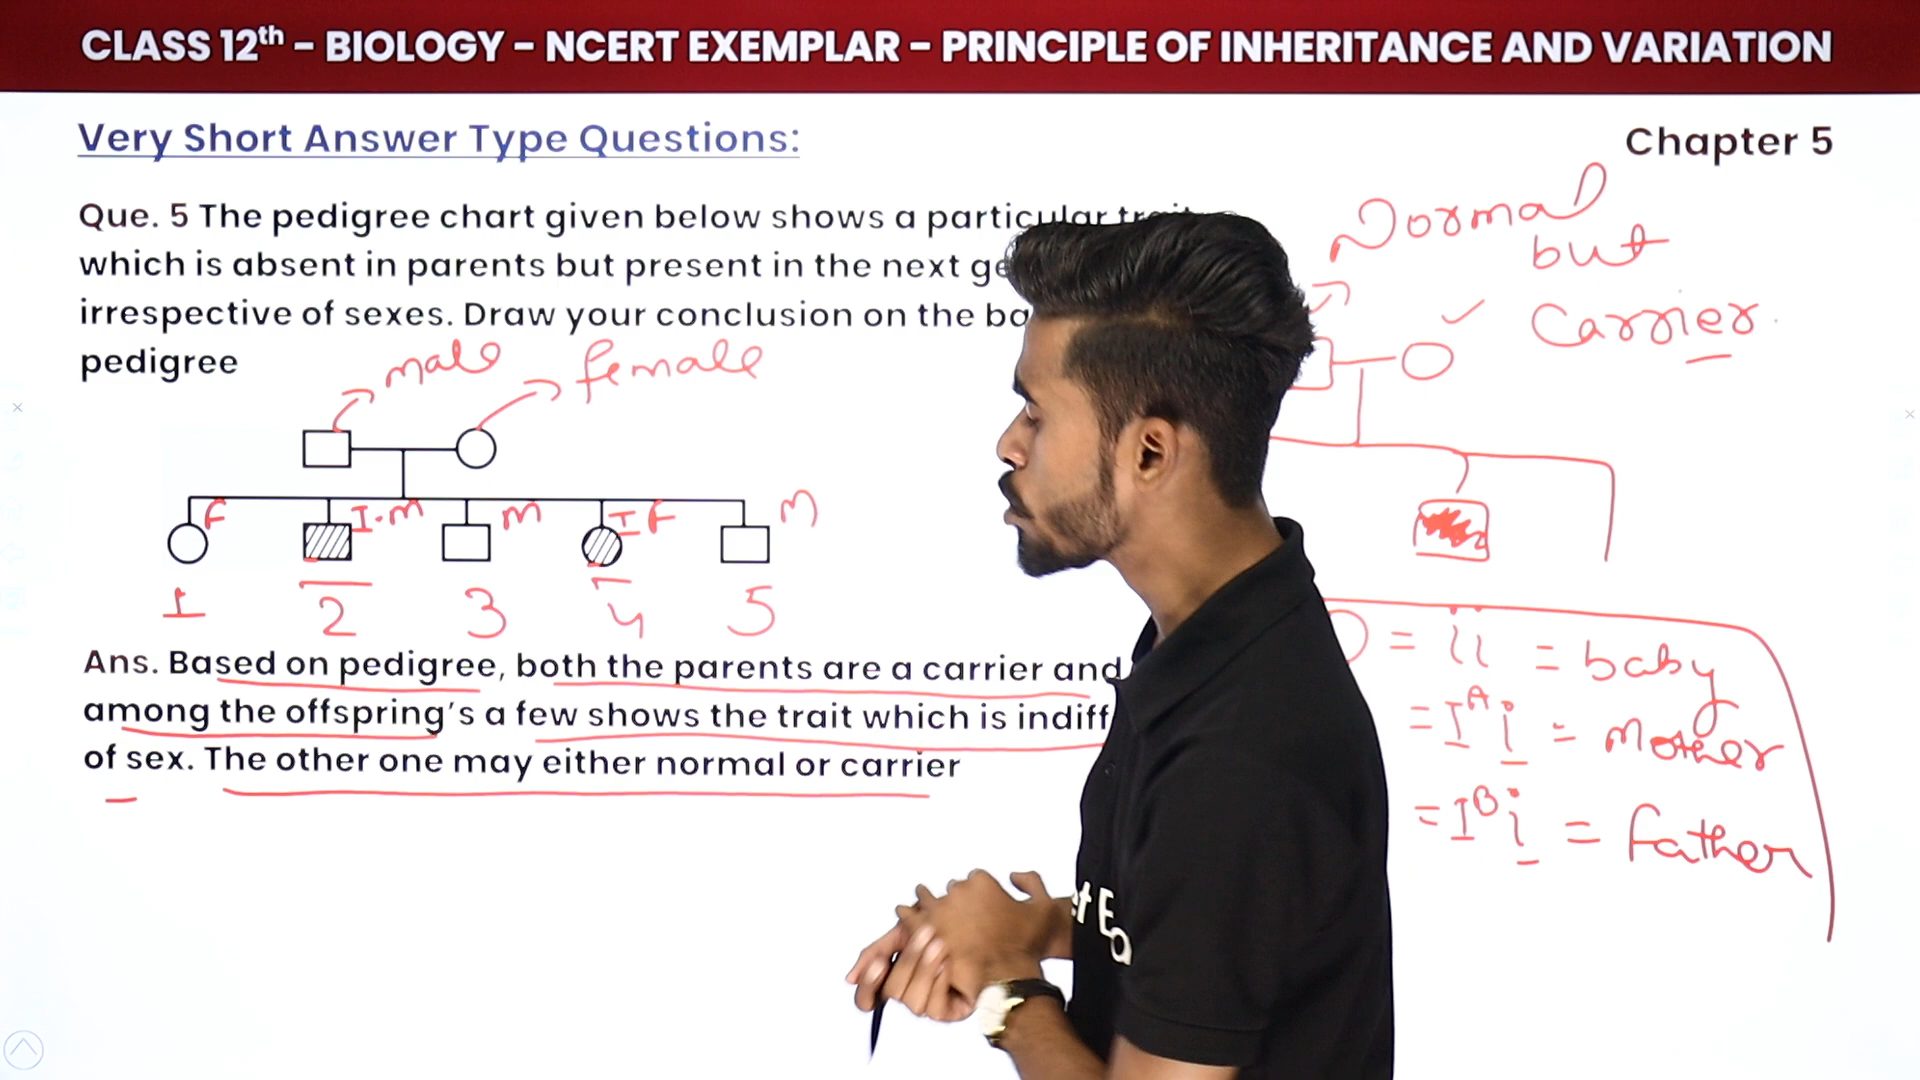 CLASS 12th – BIOLOGY – NCERT EXEMPLAR – PRINCIPLE OF INHERITANCE AND VARIATION
Very Short Answer Type Questions:
Chapter 5
Que. 5 The pedigree chart given below shows a particular
which is absent in parents but present in the next
irrespective of sexes. Draw your conclusion on the
pedigree
Normal
but
Carrier
male
female
F
I.M
M
I F
M
1
2
3
4
5
Ans. Based on pedigree, both the parents are a carrier and
among the offspring's a few shows the trait which is
of sex. The other one may either normal or carrier
= ii = baby
= Iᴬi = Mother
= Iᴮi = Father